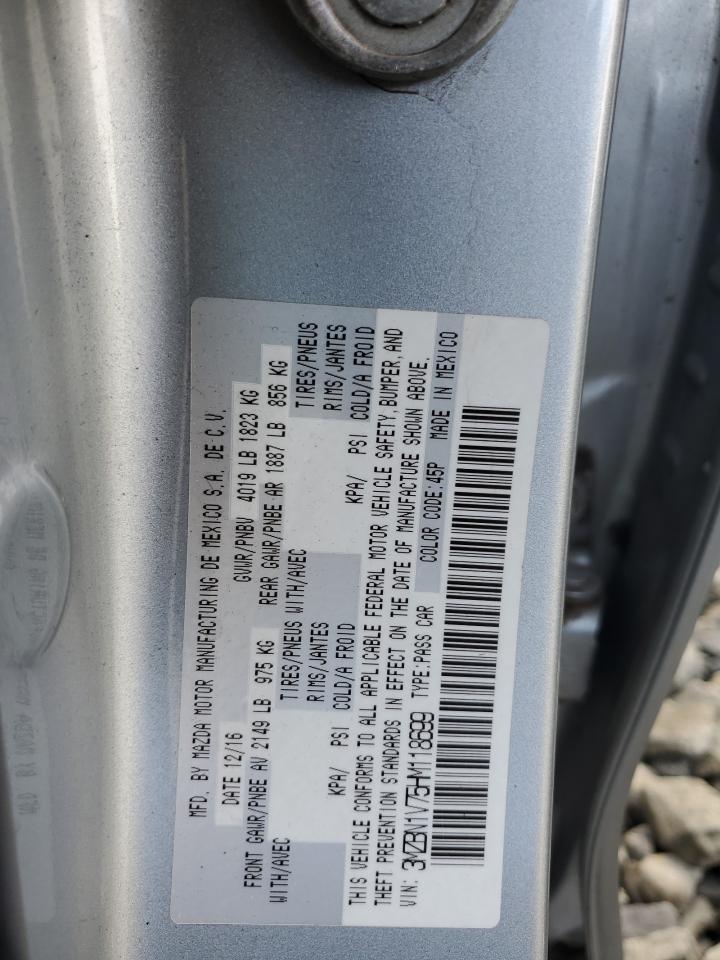 MFD. BY MAZDA MOTOR MANUFACTURING DE MEXICO S.A. DE C.V.
DATE 12/16 GVWR/PNBV 4019 LB 1823 KG
FRONT GAWR/PNBE AV 2149 LB 975 KG REAR GAWR/PNBE AR 1887 LB 856 KG
WITH/AVEC TIRES/PNEUS WITH/AVEC TIRES/PNEUS
RIMS/JANTES RIMS/JANTES
KPA/ PSI COLD/A FROID KPA/ PSI COLD/A FROID
THIS VEHICLE CONFORMS TO ALL APPLICABLE FEDERAL MOTOR VEHICLE SAFETY, BUMPER, AND
THEFT PREVENTION STANDARDS IN EFFECT ON THE DATE OF MANUFACTURE SHOWN ABOVE.
VIN: 3MZBN1V75HM118699 TYPE:PASS CAR COLOR CODE:45P MADE IN MEXICO